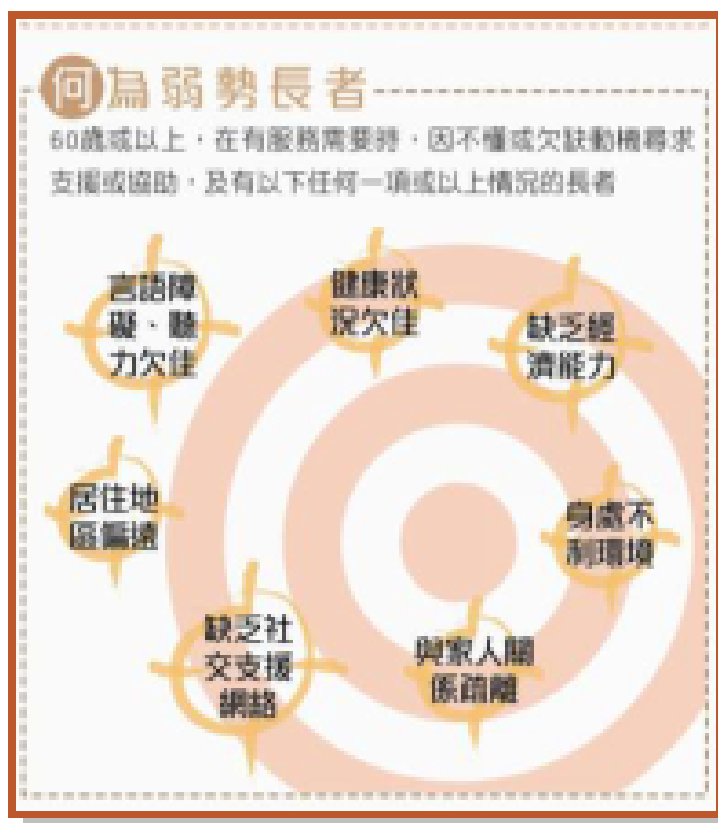 何為弱勢長者
60歲或以上，在有服務需要時，因不懂或欠缺動機尋求
支援或協助，及有以下任何一項或以上情況的長者
言語障
礙、聽
力欠佳
健康狀
況欠佳
缺乏經
濟能力
居住地
區偏遠
身處不
利環境
缺乏社
交支援
網絡
與家人關
係疏離